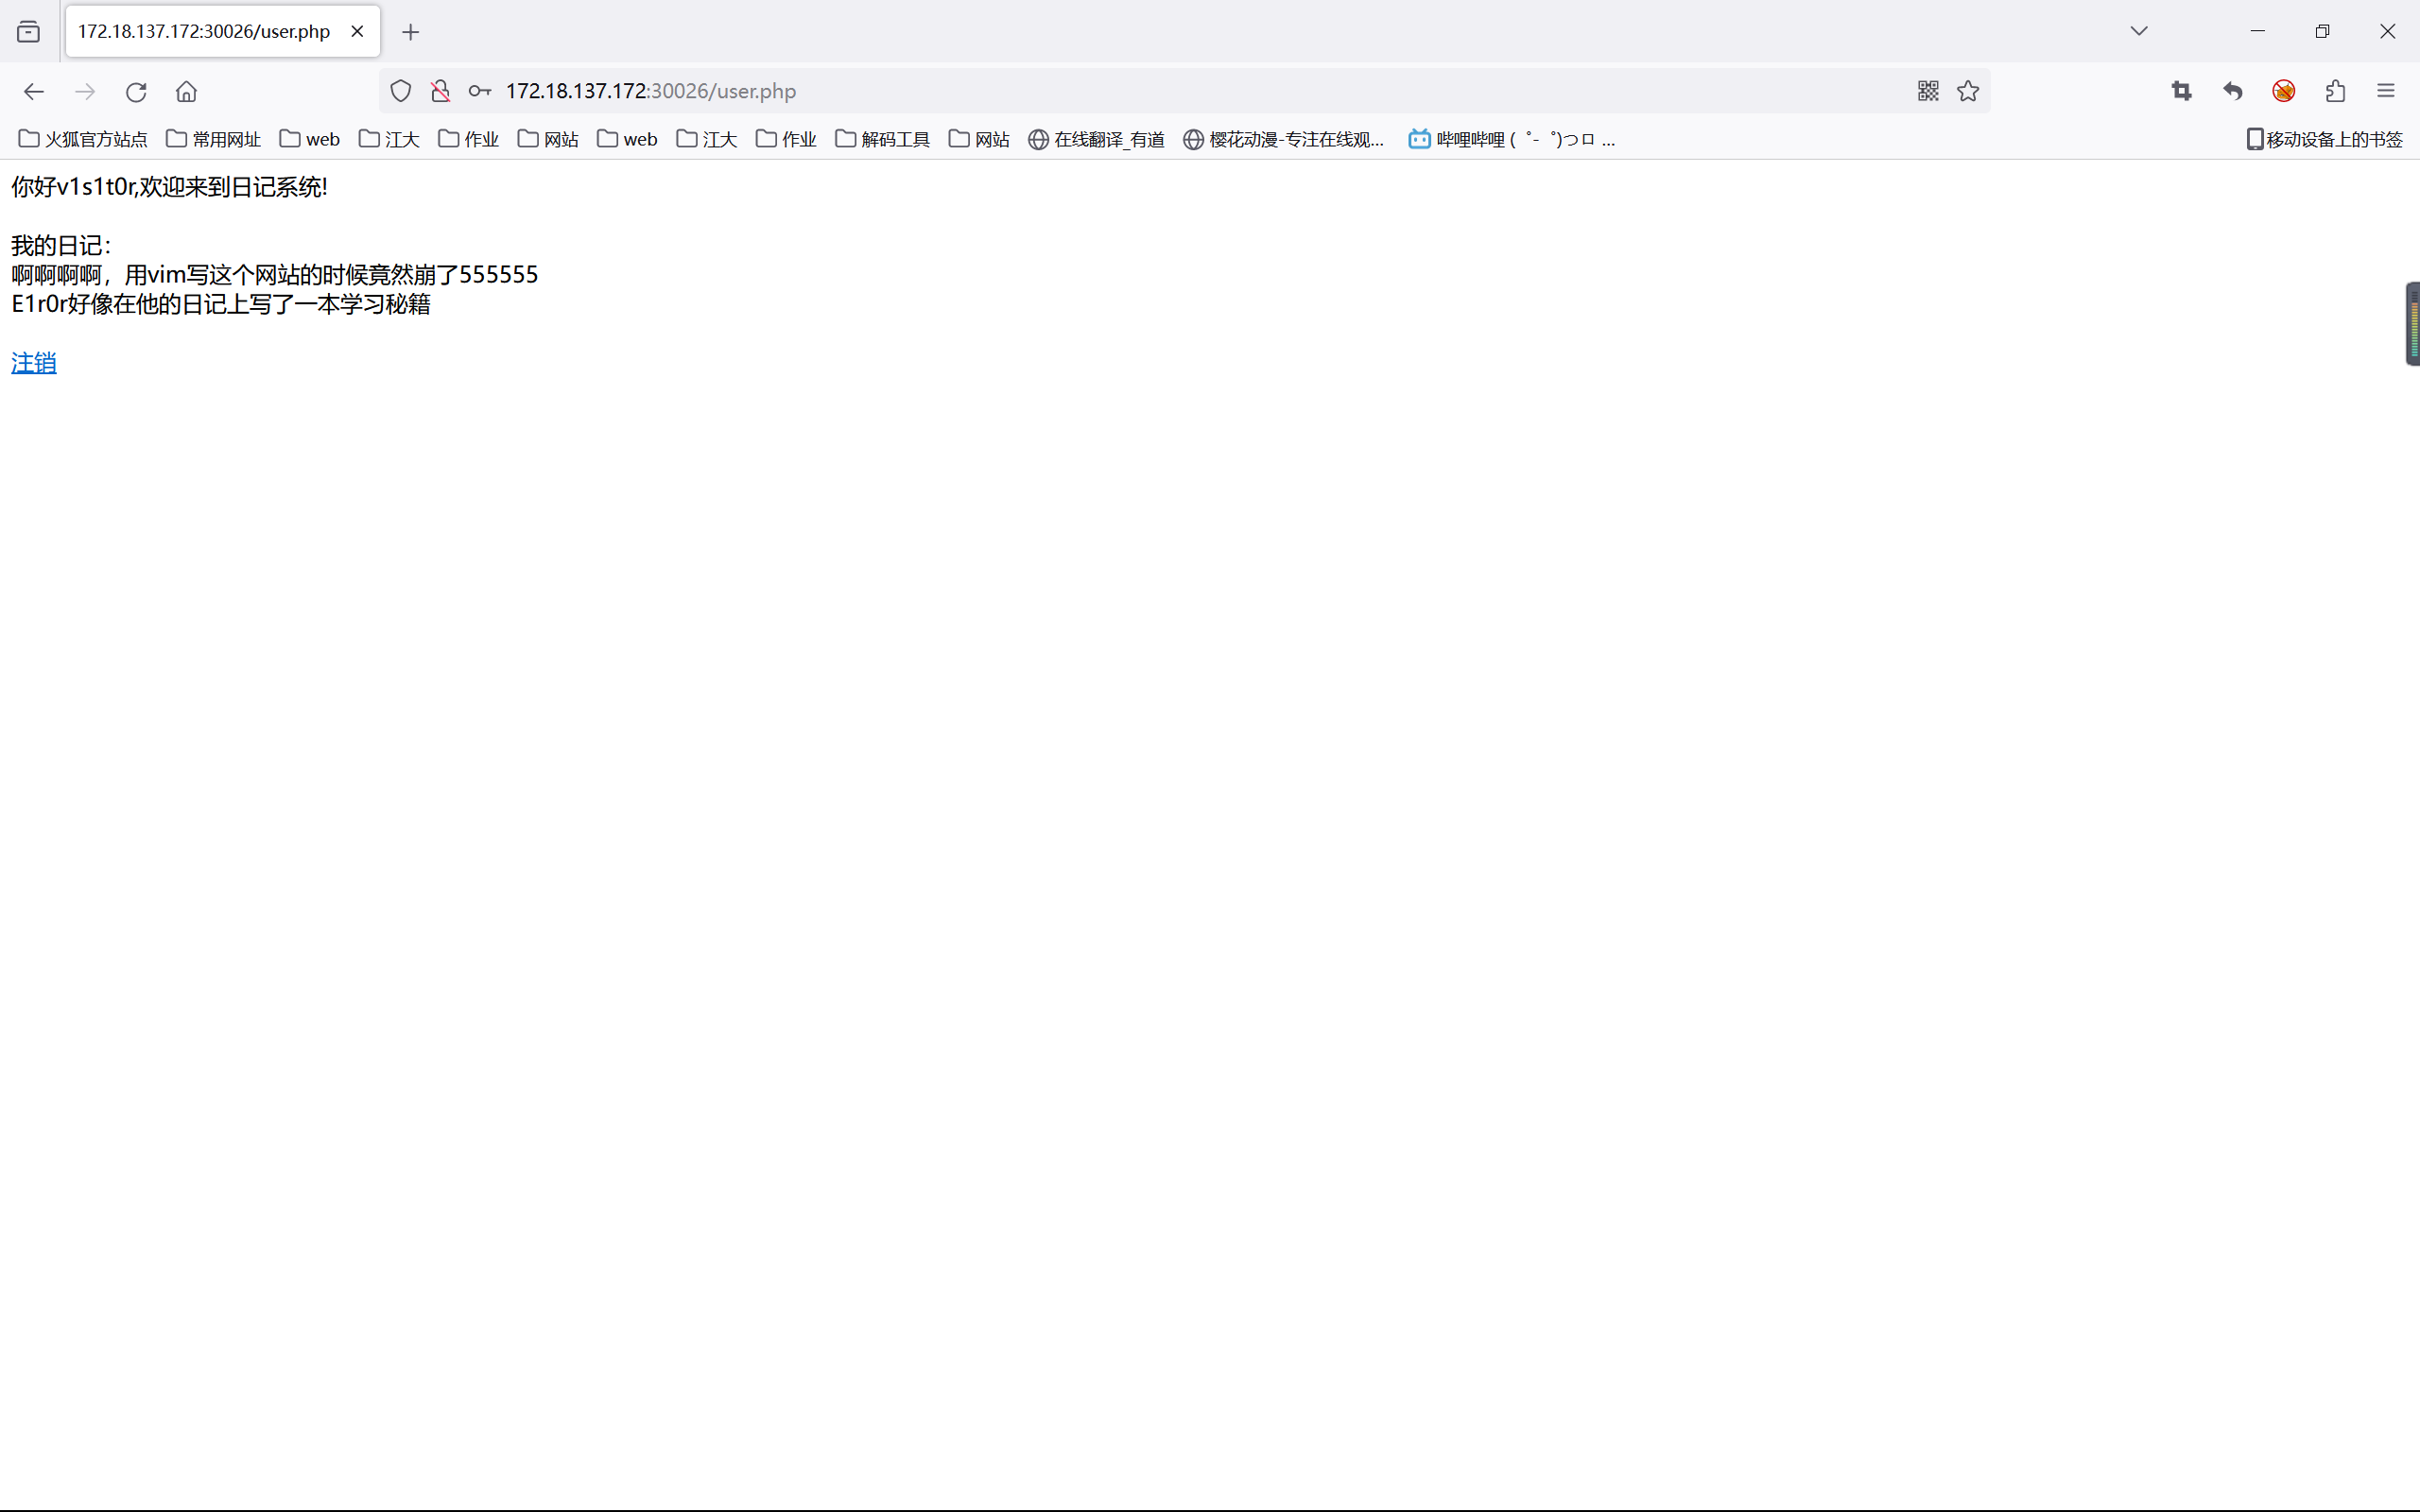 172.18.137.172:30026/user.php
172.18.137.172:30026/user.php
火狐官方站点 常用网址 web 江大 作业 网站 web 江大 作业 解码工具 网站 在线翻译_有道 樱花动漫-专注在线观... 哔哩哔哩 ( ゜- ゜)つロ ... 移动设备上的书签
你好v1s1t0r,欢迎来到日记系统!
我的日记：
啊啊啊啊，用vim写这个网站的时候竟然崩了555555
E1r0r好像在他的日记上写了一本学习秘籍
注销